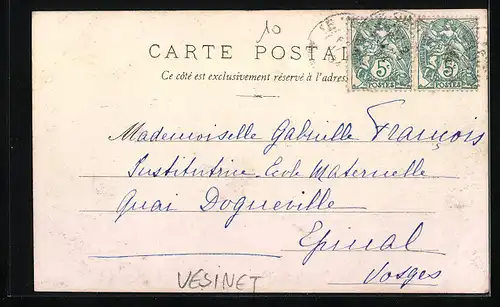 10
CARTE POSTALE
Ce côté est exclusivement réservé à l'adresse
5c 5c
POSTES POSTES
Mademoiselle Gabrielle François
Institutrice Ecole Maternelle
Quai Dogneville
Epinal
Vosges
VESINET